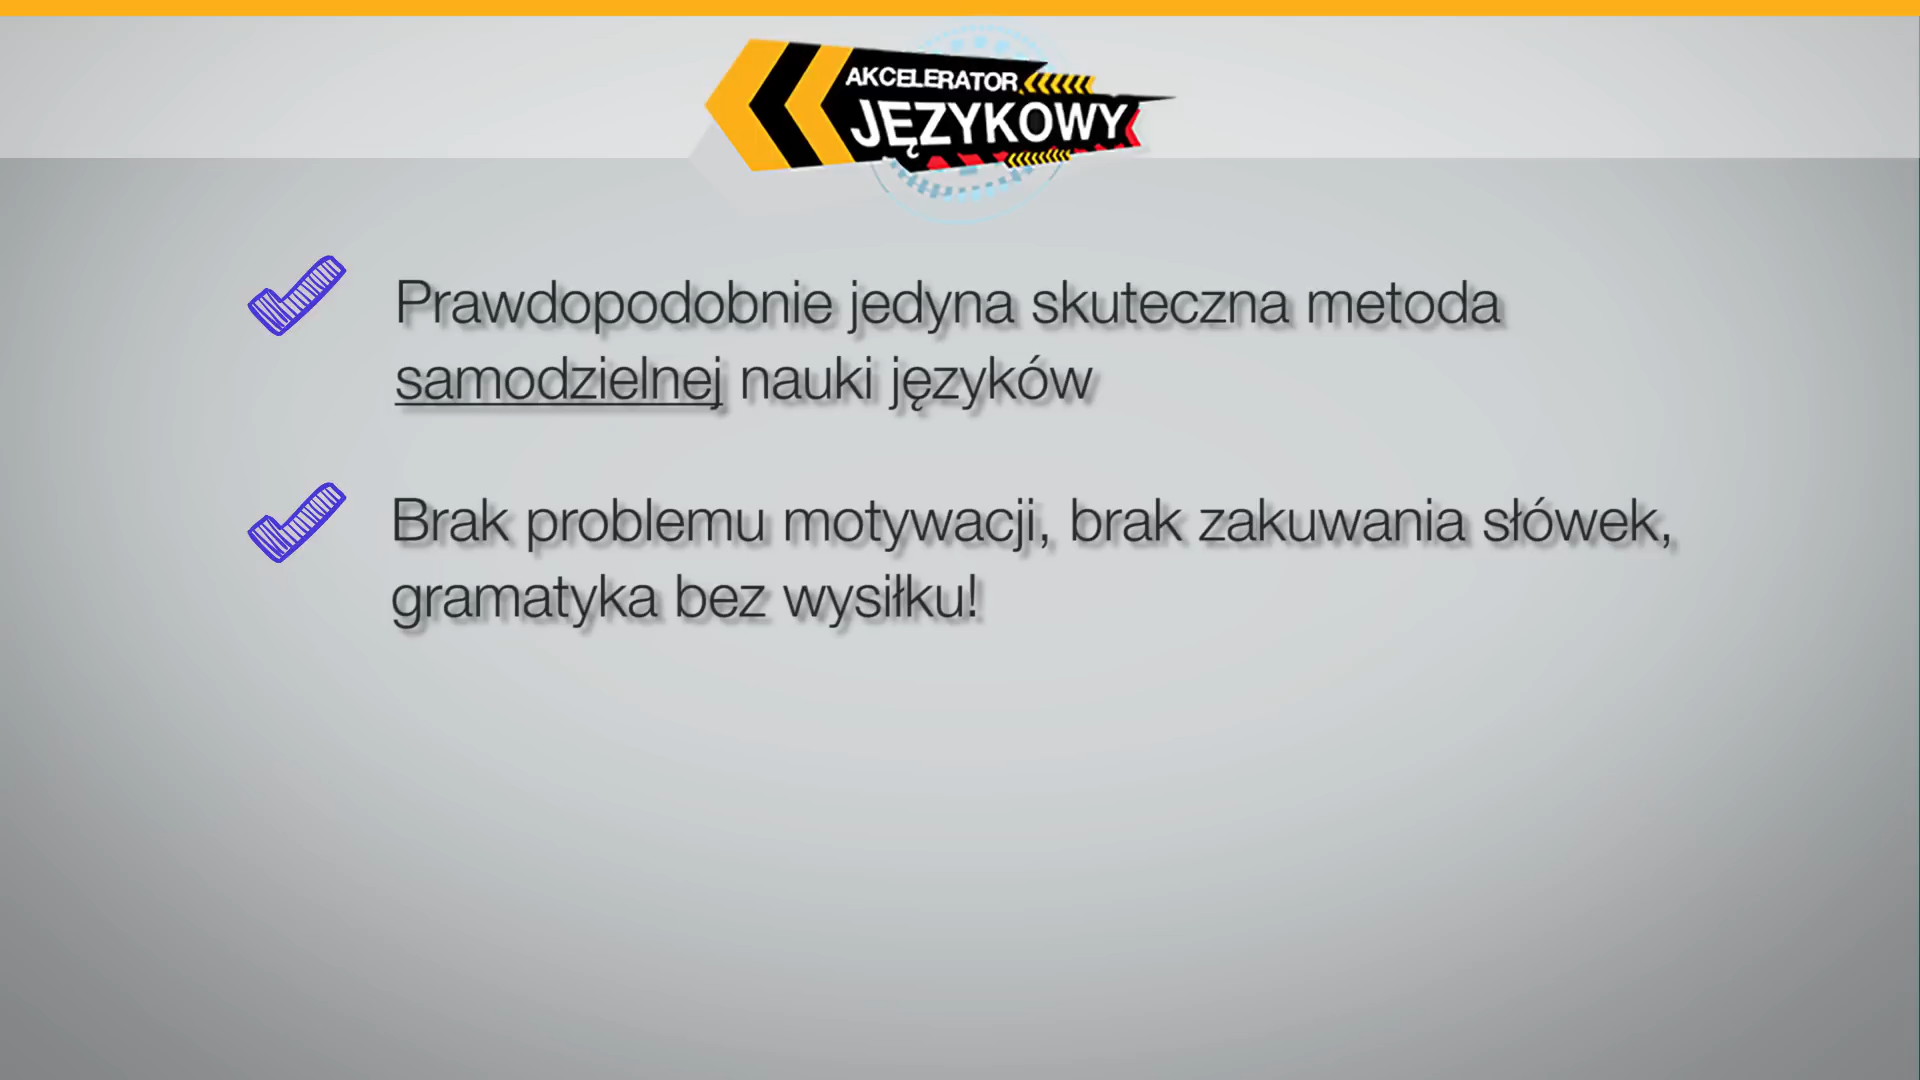 AKCELERATOR
JĘZYKOWY
Prawdopodobnie jedyna skuteczna metoda
samodzielnej nauki języków
Brak problemu motywacji, brak zakuwania słówek,
gramatyka bez wysiłku!